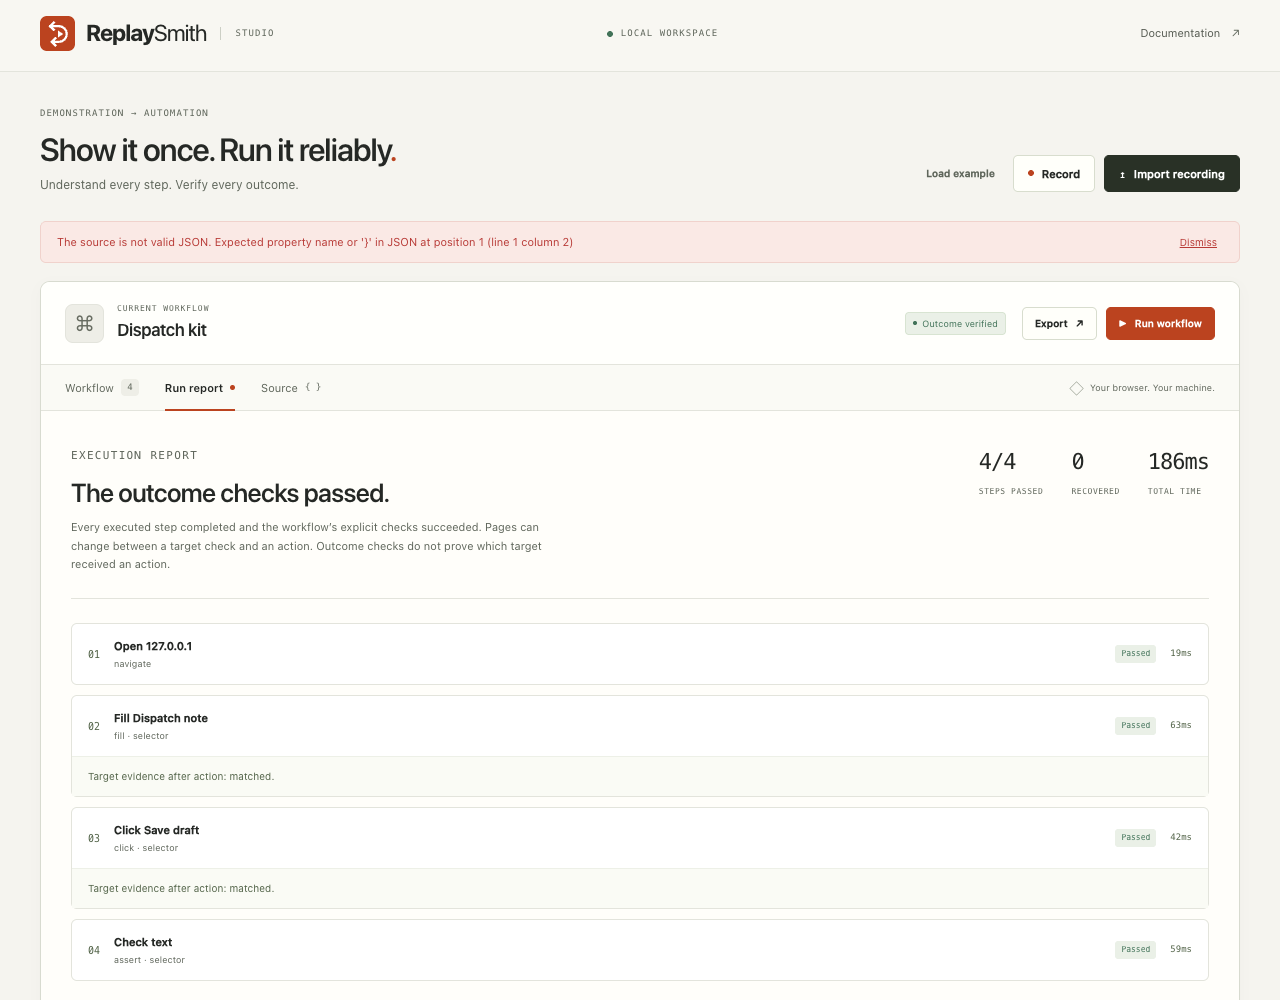 ReplaySmith STUDIO
LOCAL WORKSPACE
Documentation ↗
DEMONSTRATION → AUTOMATION
Show it once. Run it reliably.
Understand every step. Verify every outcome.
Load example
Record
↥ Import recording
The source is not valid JSON. Expected property name or '}' in JSON at position 1 (line 1 column 2)
Dismiss
⌘
CURRENT WORKFLOW
Dispatch kit
Outcome verified
Export ↗
▶ Run workflow
Workflow 4
Run report
Source { }
Your browser. Your machine.
EXECUTION REPORT
The outcome checks passed.
Every executed step completed and the workflow's explicit checks succeeded. Pages can
change between a target check and an action. Outcome checks do not prove which target
received an action.
4/4
STEPS PASSED
0
RECOVERED
186ms
TOTAL TIME
01
Open 127.0.0.1
navigate
Passed 19ms
02
Fill Dispatch note
fill · selector
Passed 63ms
Target evidence after action: matched.
03
Click Save draft
click · selector
Passed 42ms
Target evidence after action: matched.
04
Check text
assert · selector
Passed 59ms